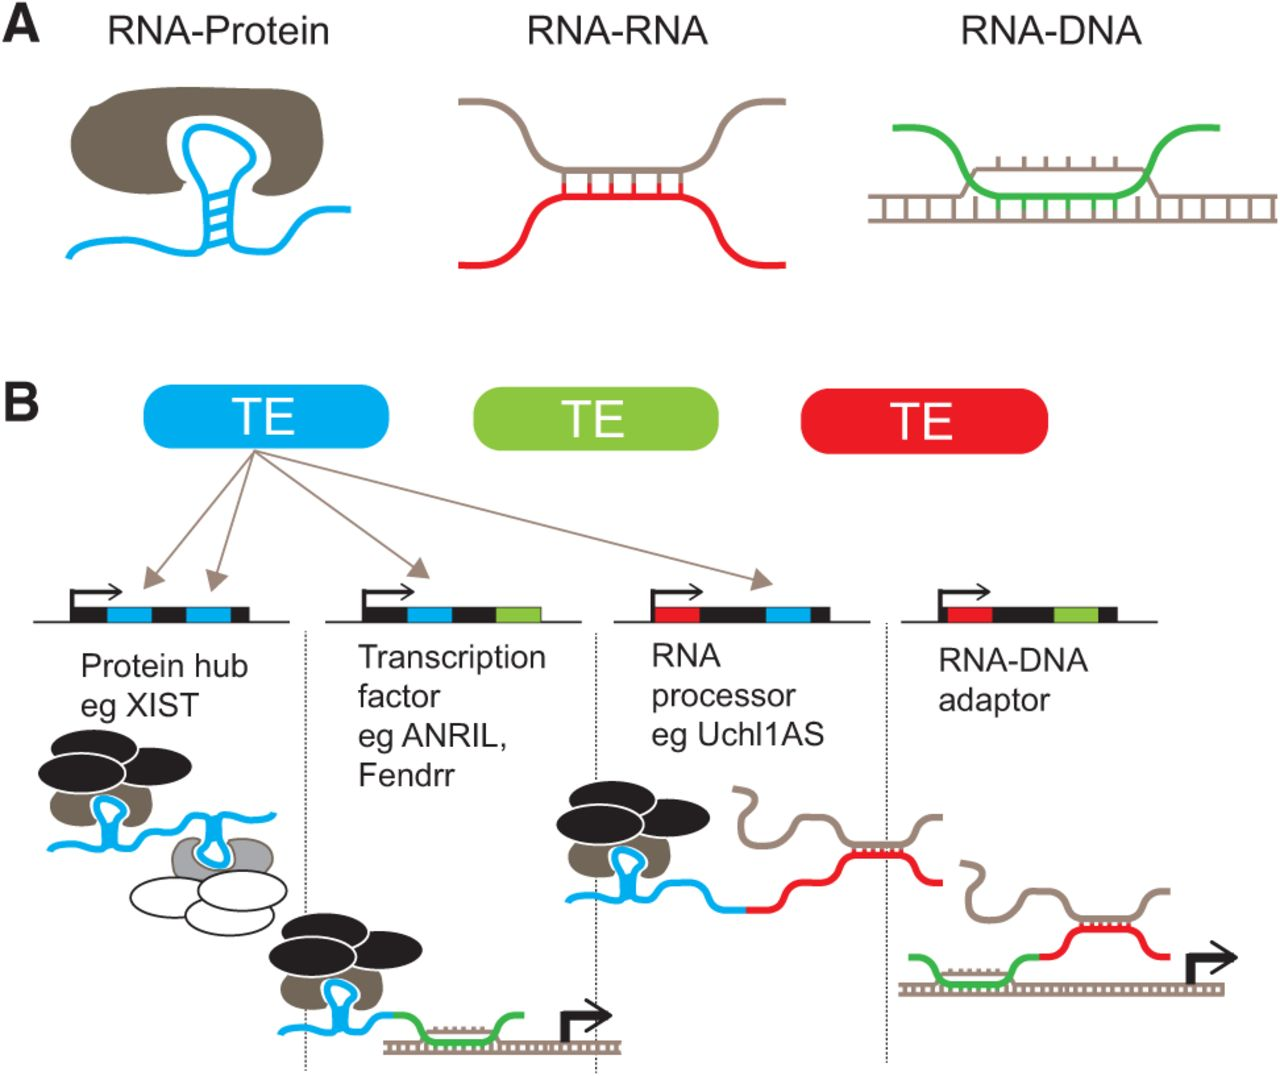 A
RNA-Protein
RNA-RNA
RNA-DNA
B
TE
TE
TE
Protein hub
eg XIST
Transcription
factor
eg ANRIL,
Fendrr
RNA
processor
eg Uchl1AS
RNA-DNA
adaptor